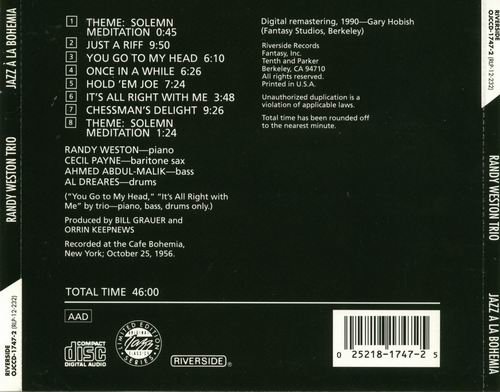 1 THEME: SOLEMN
MEDITATION 0:45
2 JUST A RIFF 9:50
3 YOU GO TO MY HEAD 6:10
4 ONCE IN A WHILE 6:26
5 HOLD 'EM JOE 7:24
6 IT'S ALL RIGHT WITH ME 3:48
7 CHESSMAN'S DELIGHT 9:26
8 THEME: SOLEMN
MEDITATION 1:24
RANDY WESTON—piano
CECIL PAYNE—baritone sax
AHMED ABDUL-MALIK—bass
AL DREARES—drums
("You Go to My Head," "It's All Right with
Me" by trio—piano, bass, drums only.)
Produced by BILL GRAUER and
ORRIN KEEPNEWS
Recorded at the Cafe Bohemia,
New York; October 25, 1956.
TOTAL TIME 46:00
AAD
COMPACT
disc
DIGITAL AUDIO
LIMITED EDITION
ORIGINAL
Jazz
CLASSICS
SERIES
RIVERSIDE®
Digital remastering, 1990—Gary Hobish
(Fantasy Studios, Berkeley)
Riverside Records
Fantasy, Inc.
Tenth and Parker
Berkeley, CA 94710
All rights reserved.
Printed in U.S.A.
Unauthorized duplication is a
violation of applicable laws.
Total time has been rounded off
to the nearest minute.
0 25218-1747-2 5
RIVERSIDE
OJCCD-1747-2 (RLP-12-232)
RANDY WESTON TRIO
JAZZ À LA BOHEMIA
RIVERSIDE
OJCCD-1747-2 (RLP-12-232)
RANDY WESTON TRIO
JAZZ À LA BOHEMIA